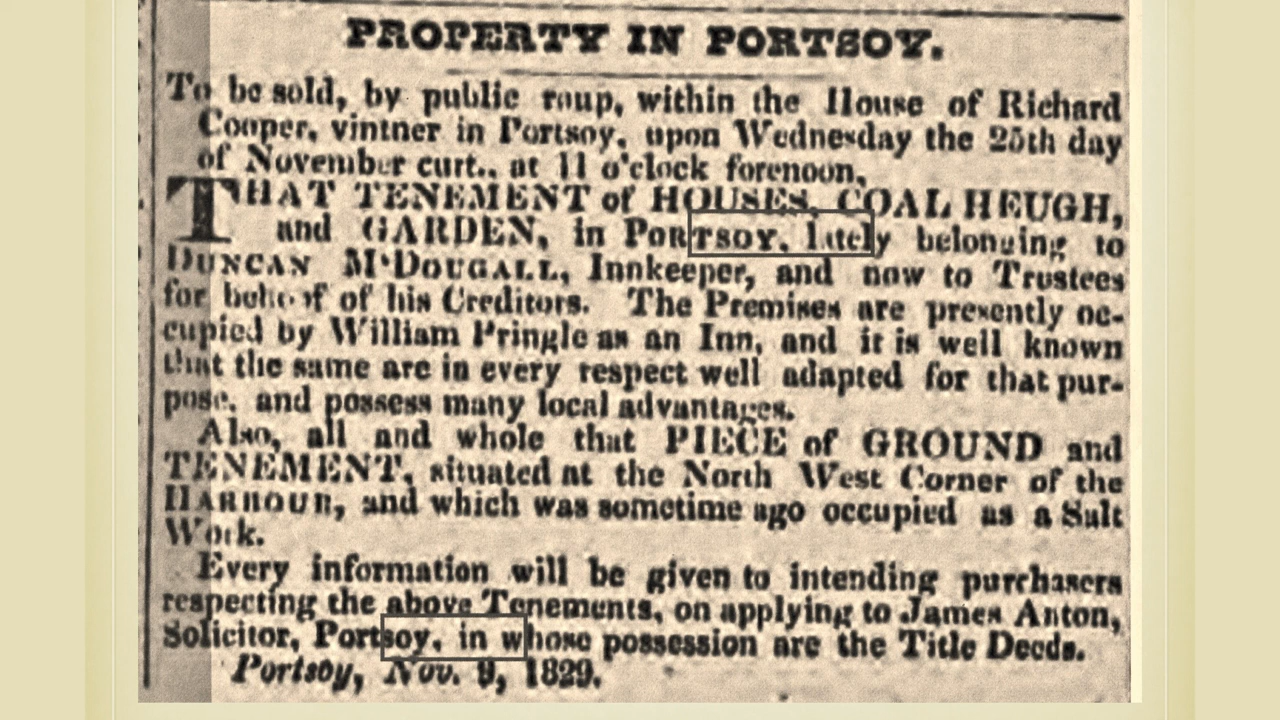 PROPERTY IN PORTSOY.
To be sold, by public roup, within the House of Richard
Cooper, vintner in Portsoy, upon Wednesday the 25th day
of November curt., at 11 o'clock forenoon,
THAT TENEMENT of HOUSES, COAL HEUGH,
and GARDEN, in PORTSOY, lately belonging to
DUNCAN M'DOUGALL, Innkeeper, and now to Trustees
for behoof of his Creditors. The Premises are presently oc-
cupied by William Pringle as an Inn, and it is well known
that the same are in every respect well adapted for that pur-
pose, and possess many local advantages.
Also, all and whole that PIECE of GROUND and
TENEMENT, situated at the North West Corner of the
HARBOUR, and which was sometime ago occupied as a Salt
Work.
Every information will be given to intending purchasers
respecting the above Tenements, on applying to James Anton,
Solicitor, Portsoy, in whose possession are the Title Deeds.
Portsoy, Nov. 9, 1829.